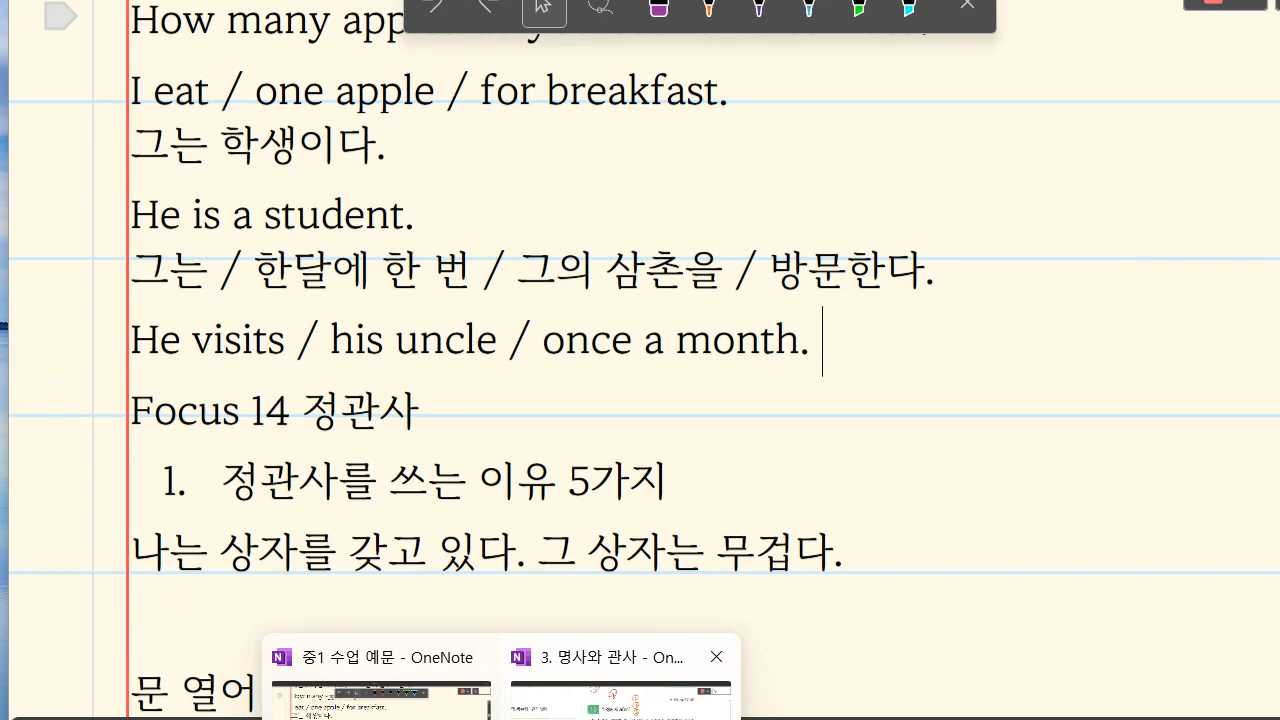 How many app
I eat / one apple / for breakfast.
그는 학생이다.
He is a student.
그는 / 한달에 한 번 / 그의 삼촌을 / 방문한다.
He visits / his uncle / once a month.
Focus 14 정관사
1. 정관사를 쓰는 이유 5가지
나는 상자를 갖고 있다. 그 상자는 무겁다.
중1 수업 예문 - OneNote
3. 명사와 관사 - On...
문 열어